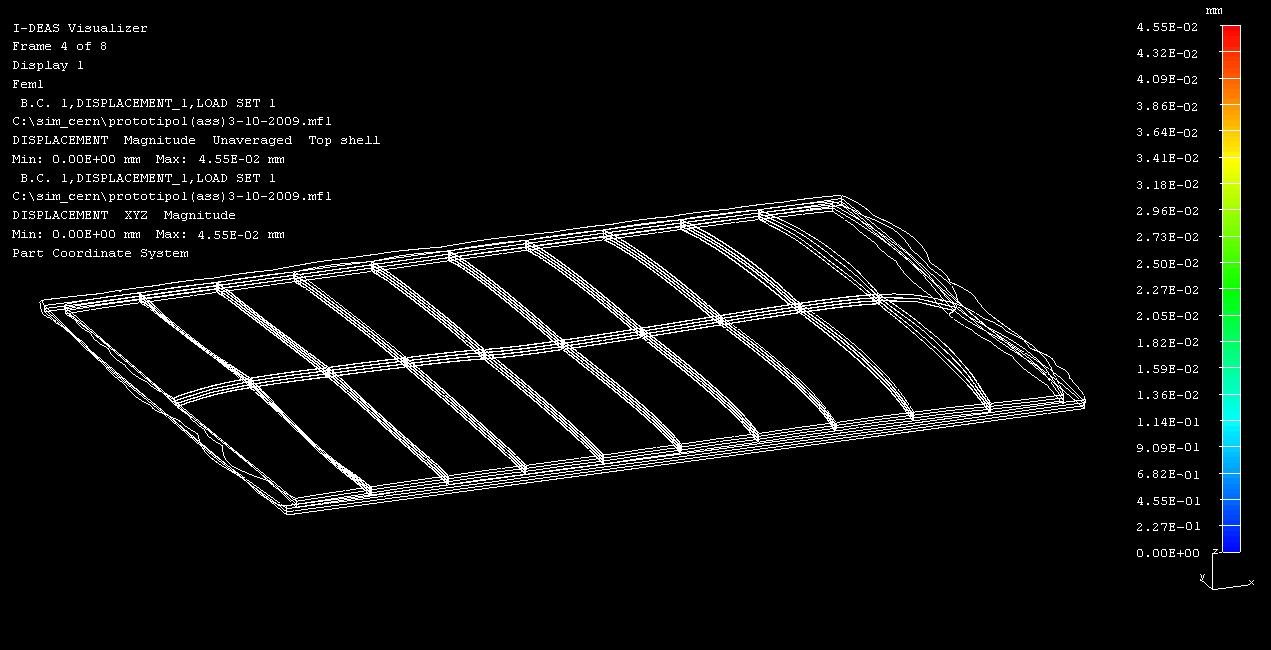 I-DEAS Visualizer
Frame 4 of 8
Display 1
Fem1
B.C. 1,DISPLACEMENT_1,LOAD SET 1
C:\sim_cern\prototipo1(ass)3-10-2009.mf1
DISPLACEMENT Magnitude Unaveraged Top shell
Min: 0.00E+00 mm Max: 4.55E-02 mm
B.C. 1,DISPLACEMENT_1,LOAD SET 1
C:\sim_cern\prototipo1(ass)3-10-2009.mf1
DISPLACEMENT XYZ Magnitude
Min: 0.00E+00 mm Max: 4.55E-02 mm
Part Coordinate System
mm
4.55E-02
4.32E-02
4.09E-02
3.86E-02
3.64E-02
3.41E-02
3.18E-02
2.96E-02
2.73E-02
2.50E-02
2.27E-02
2.05E-02
1.82E-02
1.59E-02
1.36E-02
1.14E-01
9.09E-01
6.82E-01
4.55E-01
2.27E-01
0.00E+00
Z
Y
X